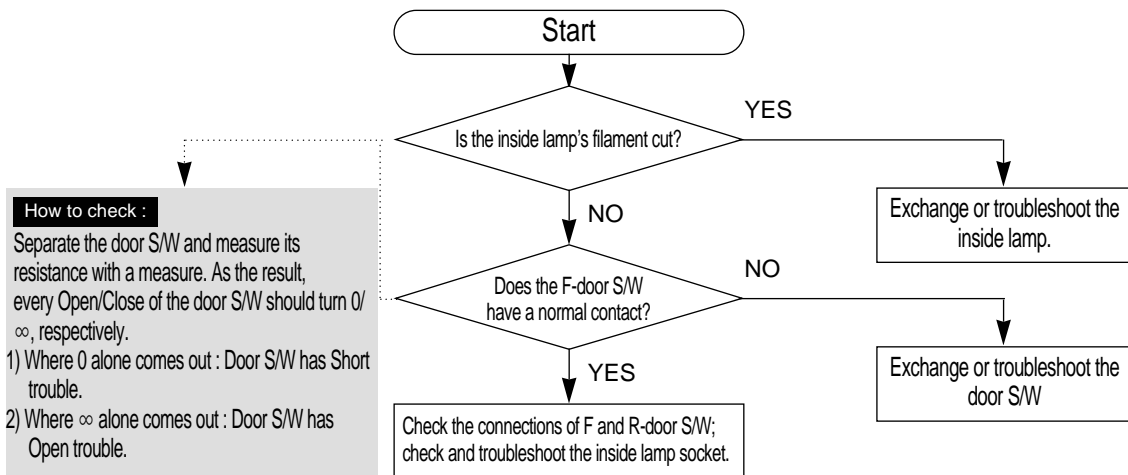 Start
Is the inside lamp's filament cut?
YES
Exchange or troubleshoot the
inside lamp.
NO
Does the F-door S/W
have a normal contact?
NO
Exchange or troubleshoot the
door S/W
YES
Check the connections of F and R-door S/W;
check and troubleshoot the inside lamp socket.
How to check :
Separate the door S/W and measure its
resistance with a measure. As the result,
every Open/Close of the door S/W should turn 0/
∞, respectively.
1) Where 0 alone comes out : Door S/W has Short
trouble.
2) Where ∞ alone comes out : Door S/W has
Open trouble.